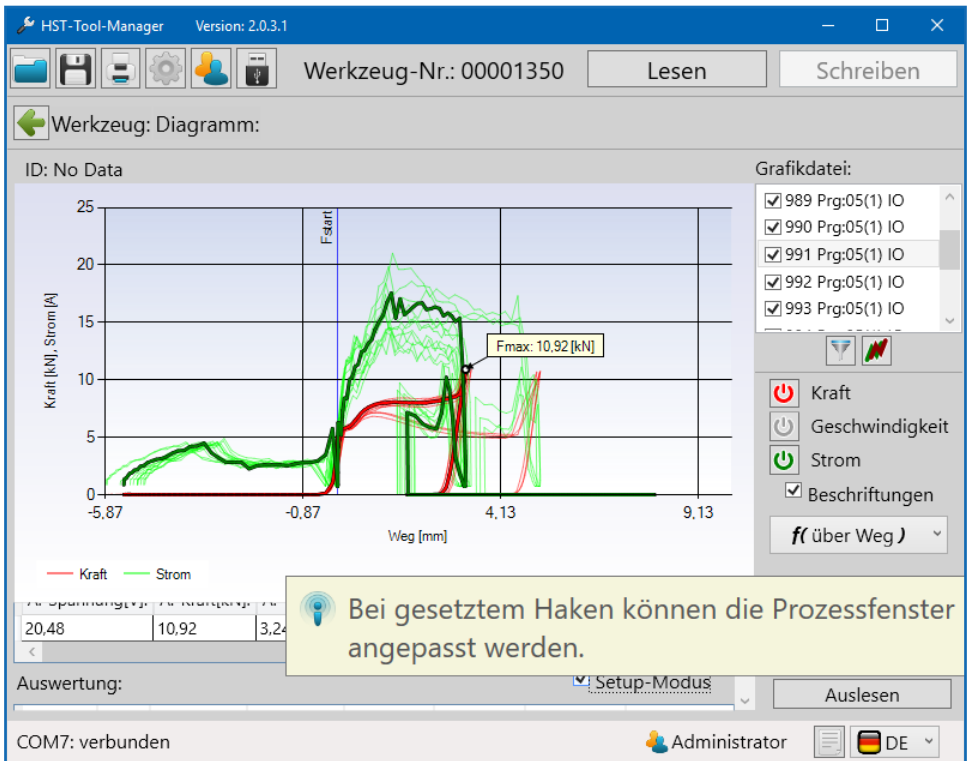 HST-Tool-Manager Version: 2.0.3.1
Werkzeug-Nr.: 00001350 Lesen Schreiben
Werkzeug: Diagramm:
ID: No Data
Grafikdatei:
989 Prg:05(1) IO
990 Prg:05(1) IO
991 Prg:05(1) IO
992 Prg:05(1) IO
993 Prg:05(1) IO
Kraft
Geschwindigkeit
Strom
Beschriftungen
f( über Weg )
Kraft [kN], Strom [A]
25
20
15
10
5
0
Fstart
Fmax: 10,92 [kN]
-5,87 -0,87 4,13 9,13
Weg [mm]
Kraft Strom
20,48 10,92 3,24
Bei gesetztem Haken können die Prozessfenster
angepasst werden.
Auswertung: Setup-Modus Auslesen
COM7: verbunden Administrator DE